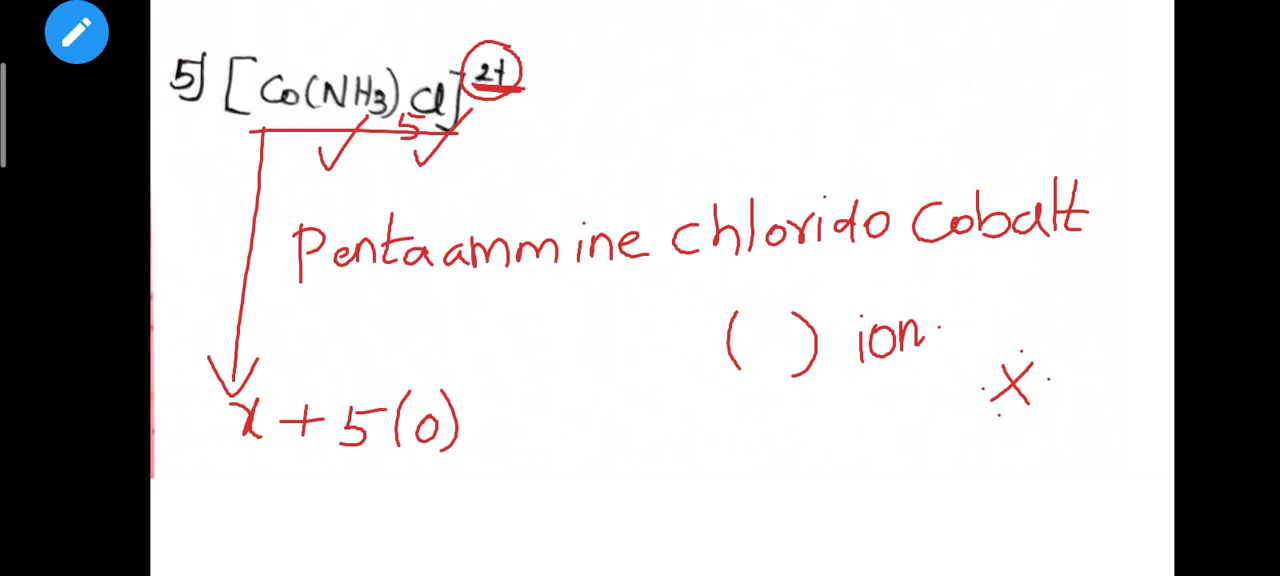 5] [Co(NH3)5Cl]2+
Pentaammine chlorido Cobalt
( ) ion.
x + 5(0)
X